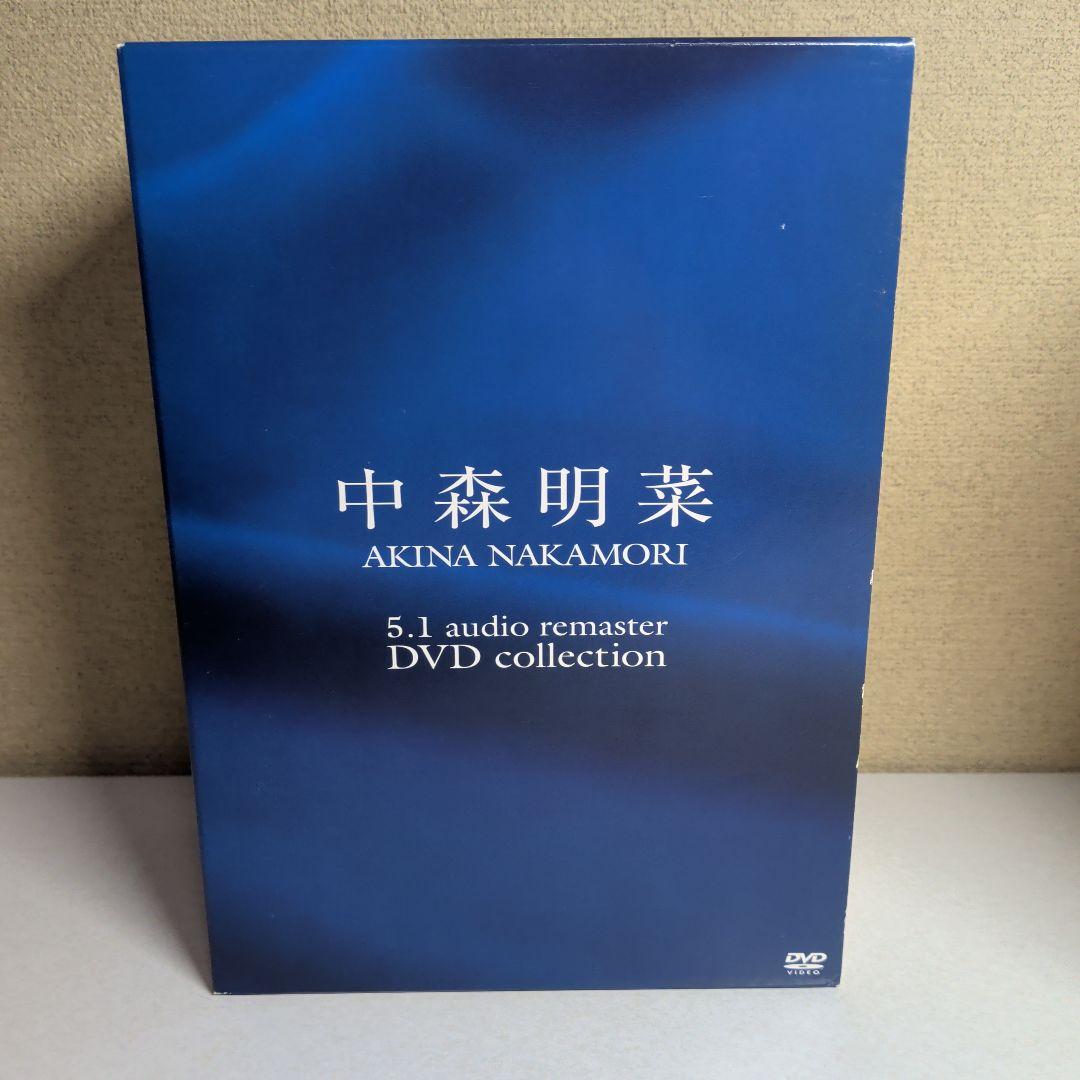 中森明菜
AKINA NAKAMORI
5.1 audio remaster
DVD collection
DVD
VIDEO